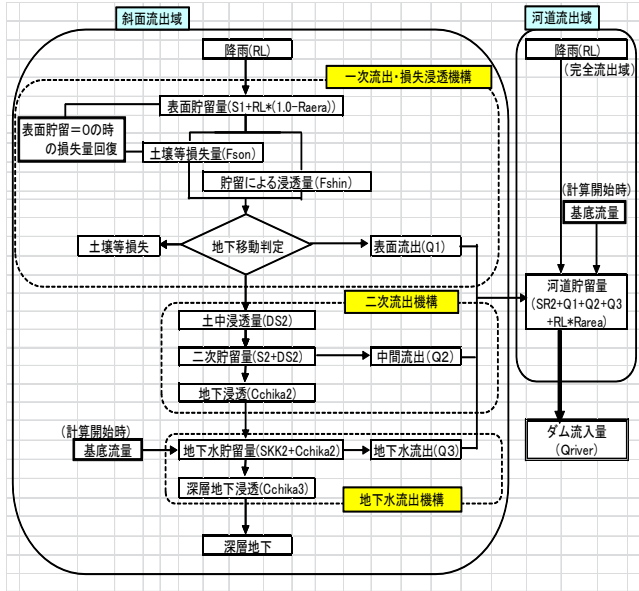 斜面流出域
河道流出域
降雨(RL)
降雨(RL)
(完全流出域)
一次流出・損失浸透機構
表面貯留量(S1+RL*(1.0-Raera))
表面貯留=0の時
の損失量回復
土壌等損失量(Fson)
貯留による浸透量(Fshin)
(計算開始時)
基底流量
土壌等損失
地下移動判定
表面流出(Q1)
河道貯留量
(SR2+Q1+Q2+Q3
+RL*Rarea)
二次流出機構
土中浸透量(DS2)
二次貯留量(S2+DS2)
中間流出(Q2)
地下浸透(Cchika2)
(計算開始時)
基底流量
地下水貯留量(SKK2+Cchika2)
地下水流出(Q3)
ダム流入量
(Qriver)
深層地下浸透(Cchika3)
地下水流出機構
深層地下